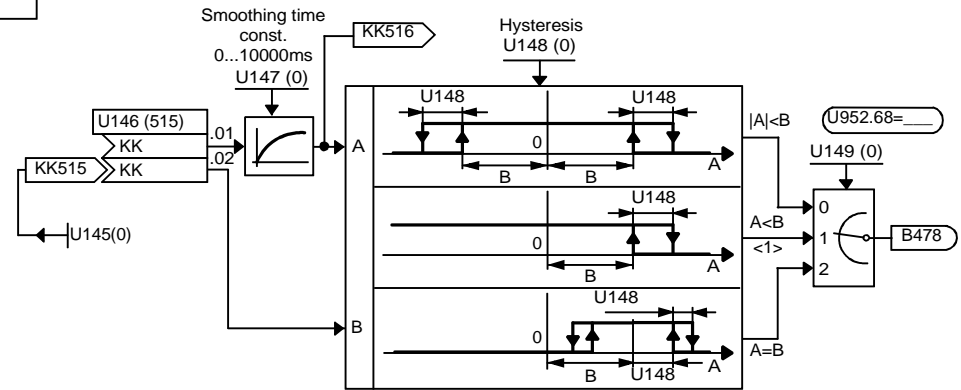 Smoothing time
const.
0...10000ms
U147 (0)
KK516
Hysteresis
U148 (0)
U146 (515)
.01
KK
.02
KK515
KK
U145(0)
A
B
U148
U148
0
B
B
A
U148
0
B
A
U148
0
B
U148
A
|A|<B
A<B
<1>
A=B
U952.68=___
U149 (0)
0
1
2
B478